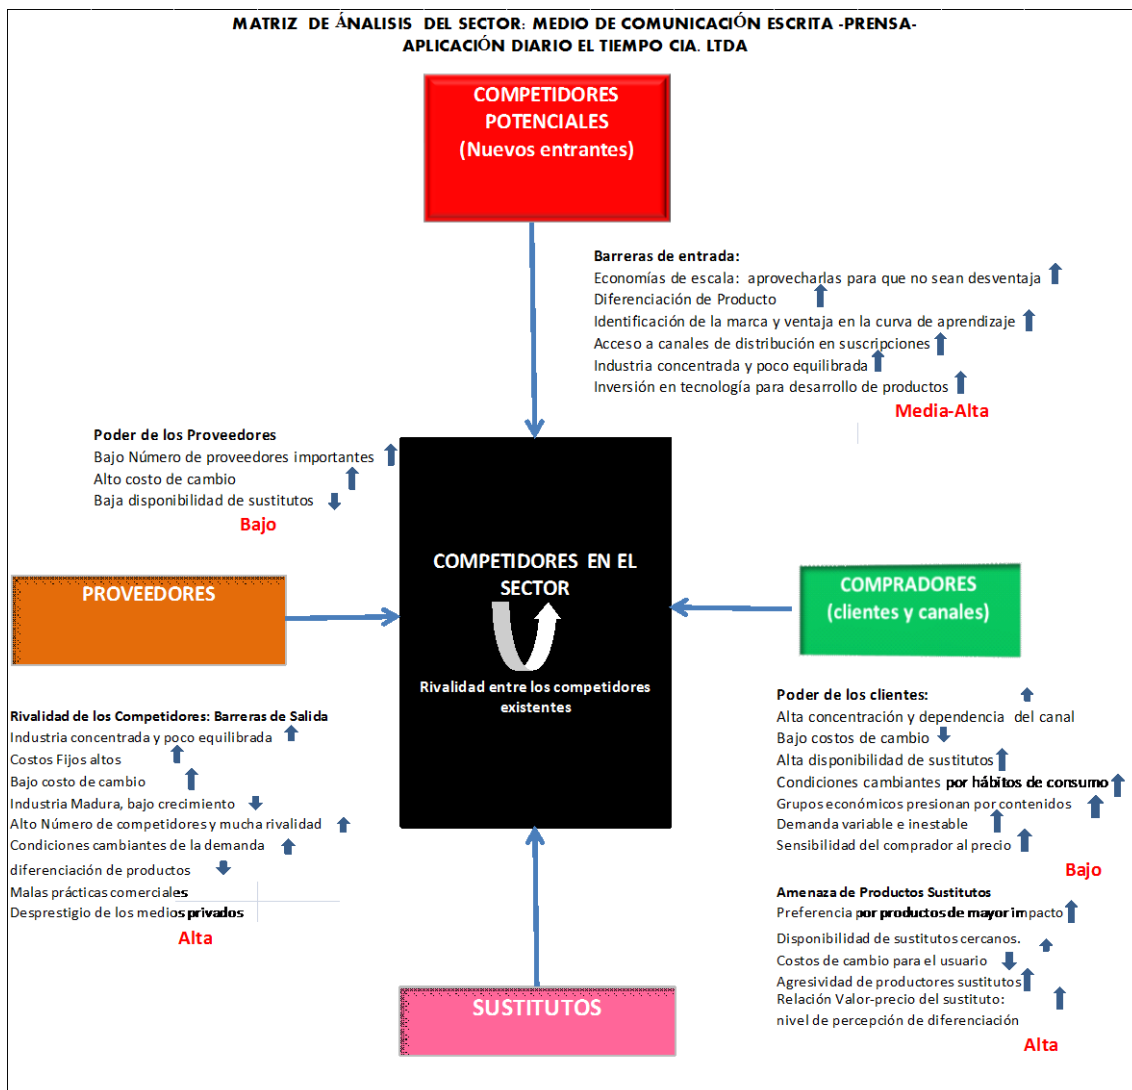 MATRIZ DE ÁNALISIS DEL SECTOR: MEDIO DE COMUNICACIÓN ESCRITA -PRENSA-
APLICACIÓN DIARIO EL TIEMPO CIA. LTDA
COMPETIDORES
POTENCIALES
(Nuevos entrantes)
Barreras de entrada:
Economías de escala: aprovecharlas para que no sean desventaja
Diferenciación de Producto
Identificación de la marca y ventaja en la curva de aprendizaje
Acceso a canales de distribución en suscripciones
Industria concentrada y poco equilibrada
Inversión en tecnología para desarrollo de productos
Media-Alta
Poder de los Proveedores
Bajo Número de proveedores importantes
Alto costo de cambio
Baja disponibilidad de sustitutos
Bajo
COMPETIDORES EN EL
SECTOR
Rivalidad entre los competidores
existentes
PROVEEDORES
COMPRADORES
(clientes y canales)
Rivalidad de los Competidores: Barreras de Salida
Industria concentrada y poco equilibrada
Costos Fijos altos
Bajo costo de cambio
Industria Madura, bajo crecimiento
Alto Número de competidores y mucha rivalidad
Condiciones cambiantes de la demanda
diferenciación de productos
Malas prácticas comerciales
Desprestigio de los medios privados
Alta
Poder de los clientes:
Alta concentración y dependencia del canal
Bajo costos de cambio
Alta disponibilidad de sustitutos
Condiciones cambiantes por hábitos de consumo
Grupos económicos presionan por contenidos
Demanda variable e inestable
Sensibilidad del comprador al precio
Bajo
Amenaza de Productos Sustitutos
Preferencia por productos de mayor impacto
Disponibilidad de sustitutos cercanos.
Costos de cambio para el usuario
Agresividad de productores sustitutos
Relación Valor-precio del sustituto:
nivel de percepción de diferenciación
Alta
SUSTITUTOS